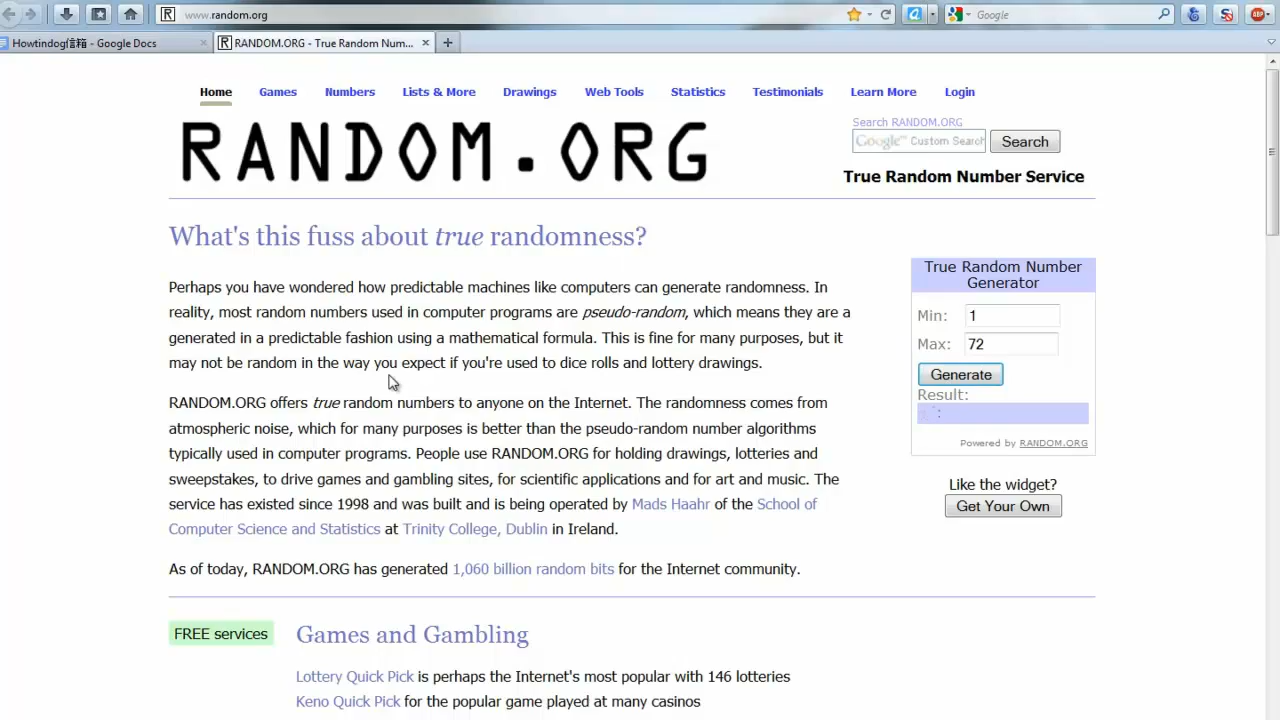 www.random.org
Google
Howtindog信箱 - Google Docs
RANDOM.ORG - True Random Num...
Home Games Numbers Lists & More Drawings Web Tools Statistics Testimonials Learn More Login
RANDOM.ORG
Search RANDOM.ORG
Google™ Custom Search
Search
True Random Number Service
What's this fuss about true randomness?
Perhaps you have wondered how predictable machines like computers can generate randomness. In
reality, most random numbers used in computer programs are pseudo-random, which means they are a
generated in a predictable fashion using a mathematical formula. This is fine for many purposes, but it
may not be random in the way you expect if you're used to dice rolls and lottery drawings.
RANDOM.ORG offers true random numbers to anyone on the Internet. The randomness comes from
atmospheric noise, which for many purposes is better than the pseudo-random number algorithms
typically used in computer programs. People use RANDOM.ORG for holding drawings, lotteries and
sweepstakes, to drive games and gambling sites, for scientific applications and for art and music. The
service has existed since 1998 and was built and is being operated by Mads Haahr of the School of
Computer Science and Statistics at Trinity College, Dublin in Ireland.
As of today, RANDOM.ORG has generated 1,060 billion random bits for the Internet community.
True Random Number
Generator
Min: 1
Max: 72
Generate
Result:
Powered by RANDOM.ORG
Like the widget?
Get Your Own
FREE services
Games and Gambling
Lottery Quick Pick is perhaps the Internet's most popular with 146 lotteries
Keno Quick Pick for the popular game played at many casinos